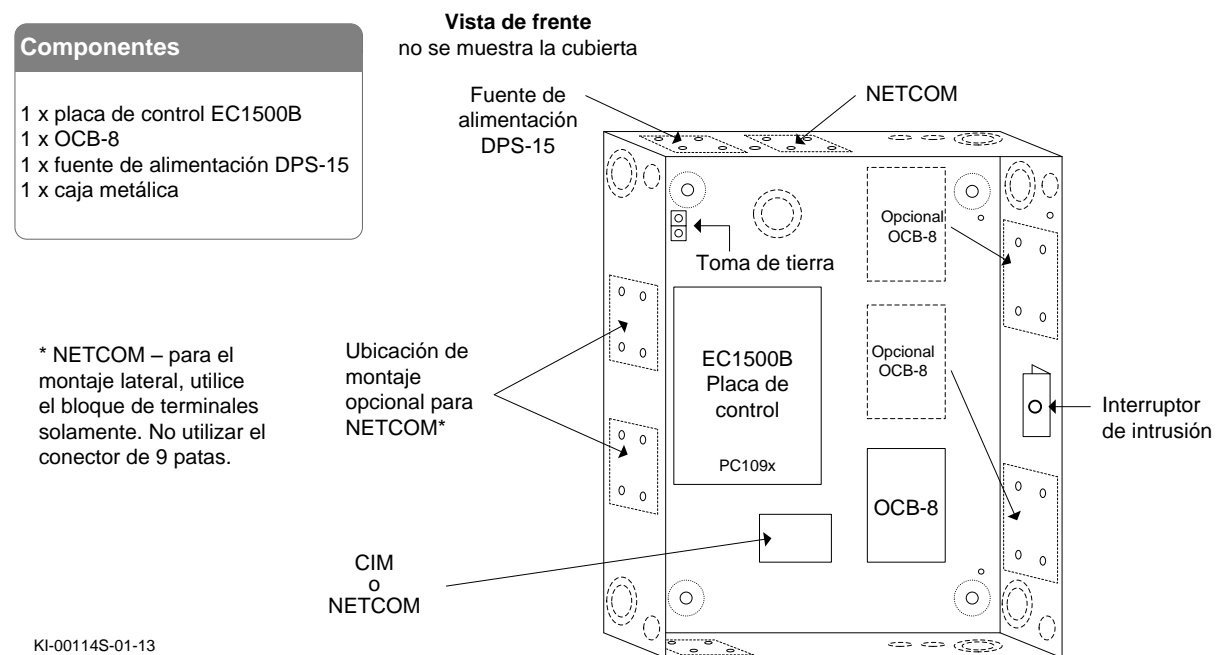 Componentes
1 x placa de control EC1500B
1 x OCB-8
1 x fuente de alimentación DPS-15
1 x caja metálica
Vista de frente
no se muestra la cubierta
Fuente de
alimentación
DPS-15
NETCOM
Opcional
OCB-8
Toma de tierra
* NETCOM – para el
montaje lateral, utilice
el bloque de terminales
solamente. No utilizar el
conector de 9 patas.
Ubicación de
montaje
opcional para
NETCOM*
EC1500B
Placa de
control
PC109x
Opcional
OCB-8
Interruptor
de intrusión
OCB-8
CIM
o
NETCOM
KI-00114S-01-13